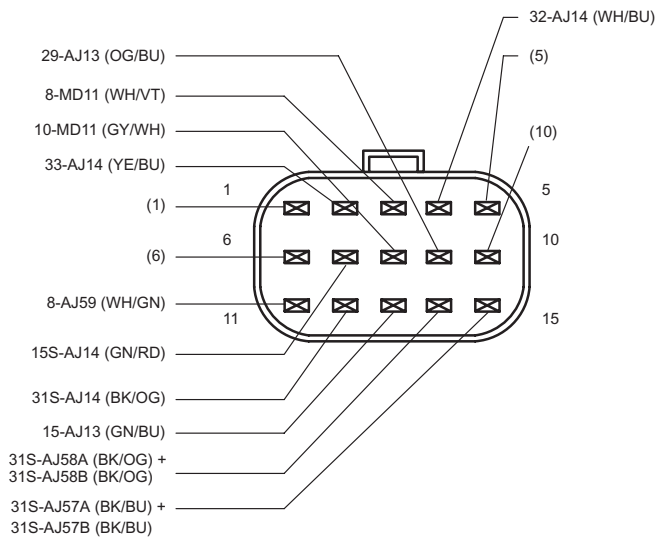 32-AJ14 (WH/BU)
29-AJ13 (OG/BU)
(5)
8-MD11 (WH/VT)
10-MD11 (GY/WH)
(10)
33-AJ14 (YE/BU)
1
5
(1)
6
10
(6)
8-AJ59 (WH/GN)
11
15
15S-AJ14 (GN/RD)
31S-AJ14 (BK/OG)
15-AJ13 (GN/BU)
31S-AJ58A (BK/OG) +
31S-AJ58B (BK/OG)
31S-AJ57A (BK/BU) +
31S-AJ57B (BK/BU)